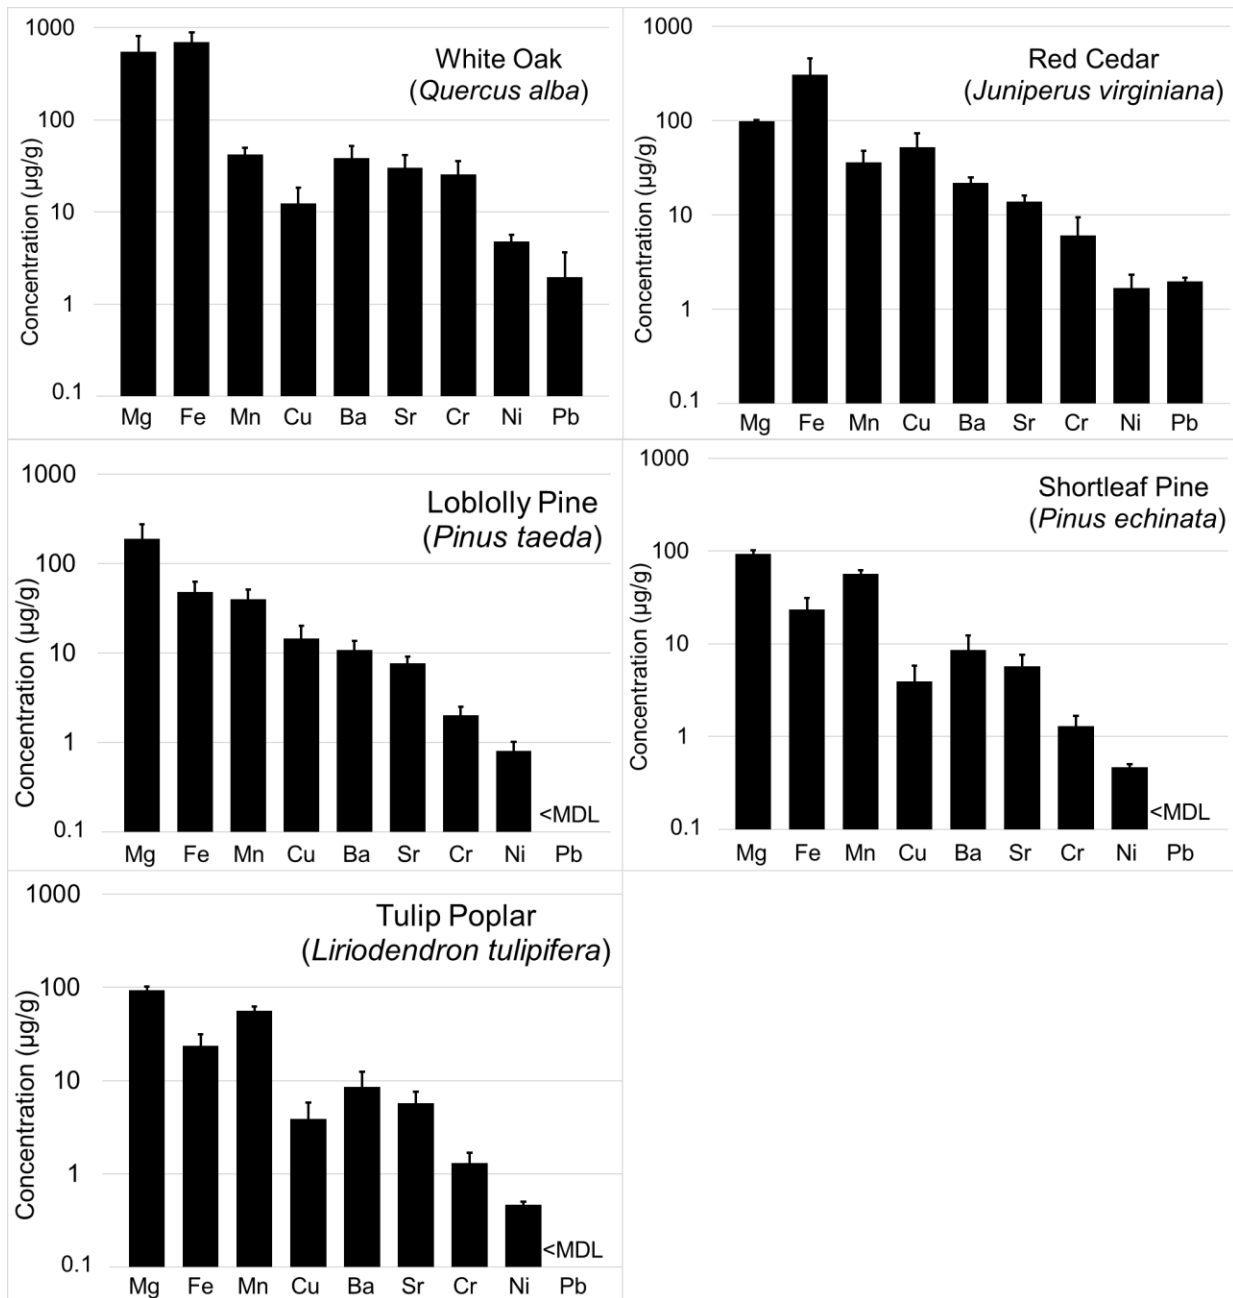 White Oak
(Quercus alba)
Concentration (µg/g)
1000
100
10
1
0.1
Mg Fe Mn Cu Ba Sr Cr Ni Pb
Red Cedar
(Juniperus virginiana)
Concentration (µg/g)
1000
100
10
1
0.1
Mg Fe Mn Cu Ba Sr Cr Ni Pb
Loblolly Pine
(Pinus taeda)
Concentration (µg/g)
1000
100
10
1
0.1
<MDL
Mg Fe Mn Cu Ba Sr Cr Ni Pb
Shortleaf Pine
(Pinus echinata)
Concentration (µg/g)
1000
100
10
1
0.1
<MDL
Mg Fe Mn Cu Ba Sr Cr Ni Pb
Tulip Poplar
(Liriodendron tulipifera)
Concentration (µg/g)
1000
100
10
1
0.1
<MDL
Mg Fe Mn Cu Ba Sr Cr Ni Pb